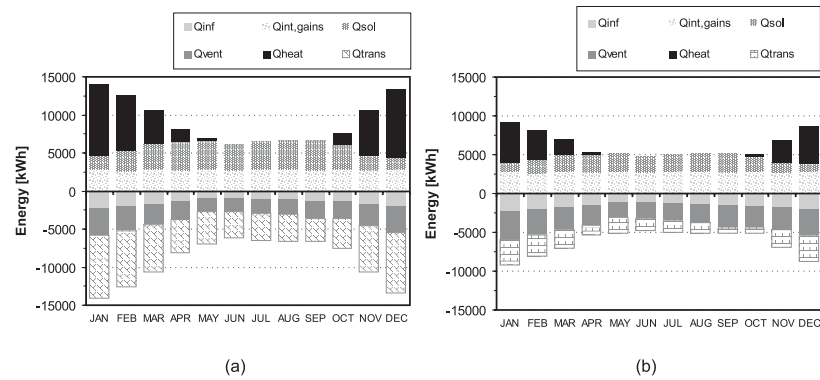 Qinf Qint,gains Qsol
Qvent Qheat Qtrans
15000
10000
5000
0
-5000
-10000
-15000
Energy [kWh]
JAN FEB MAR APR MAY JUN JUL AUG SEP OCT NOV DEC
(a)
Qinf Qint,gains Qsol
Qvent Qheat Qtrans
15000
10000
5000
0
-5000
-10000
-15000
Energy [kWh]
JAN FEB MAR APR MAY JUN JUL AUG SEP OCT NOV DEC
(b)